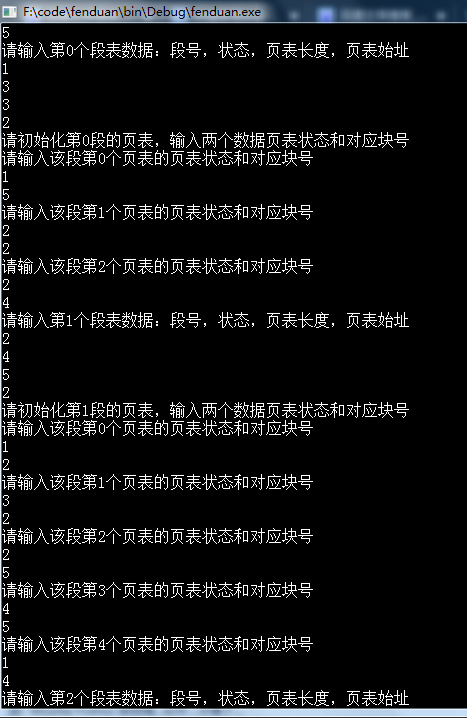 F:\code\fenduan\bin\Debug\fenduan.exe
5
请输入第0个段表数据：段号，状态，页表长度，页表始址
1
3
3
2
请初始化第0段的页表，输入两个数据页表状态和对应块号
请输入该段第0个页表的页表状态和对应块号
1
5
请输入该段第1个页表的页表状态和对应块号
2
2
请输入该段第2个页表的页表状态和对应块号
2
4
请输入第1个段表数据：段号，状态，页表长度，页表始址
2
4
5
2
请初始化第1段的页表，输入两个数据页表状态和对应块号
请输入该段第0个页表的页表状态和对应块号
1
2
请输入该段第1个页表的页表状态和对应块号
3
2
请输入该段第2个页表的页表状态和对应块号
2
5
请输入该段第3个页表的页表状态和对应块号
4
5
请输入该段第4个页表的页表状态和对应块号
1
4
请输入第2个段表数据：段号，状态，页表长度，页表始址